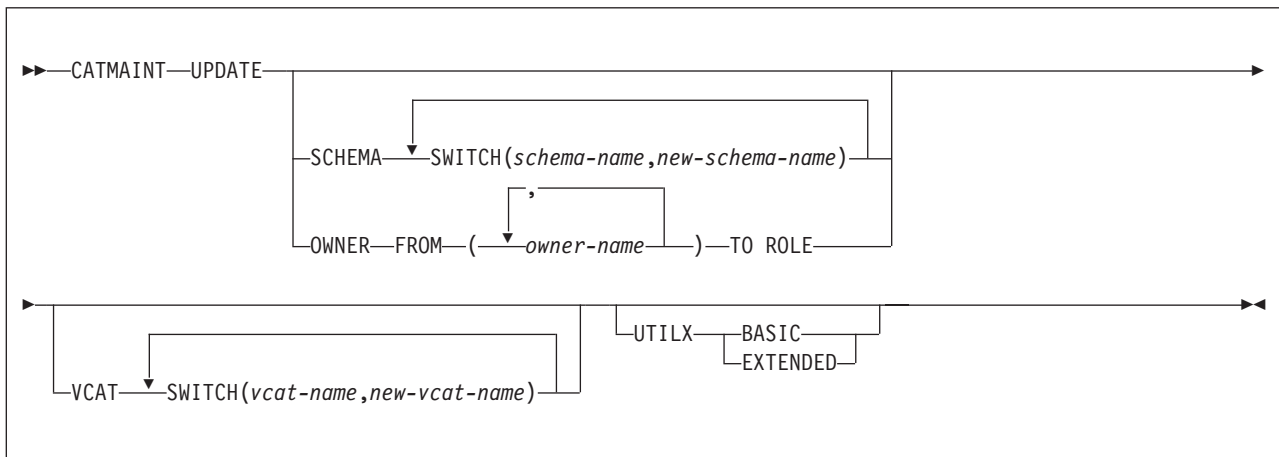 CATMAINT UPDATE
SCHEMA SWITCH(schema-name,new-schema-name)
,
OWNER FROM ( owner-name ) TO ROLE
UTILX BASIC
EXTENDED
VCAT SWITCH(vcat-name,new-vcat-name)